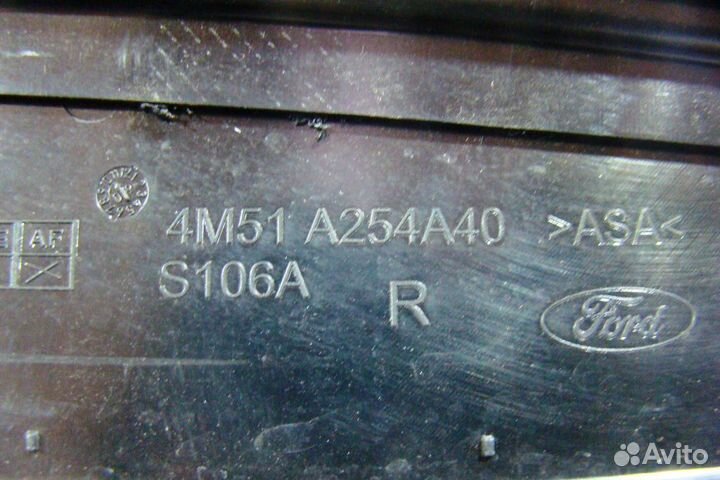 4M51 A254A40 >ASA<
AF
S106A R Ford
Avito